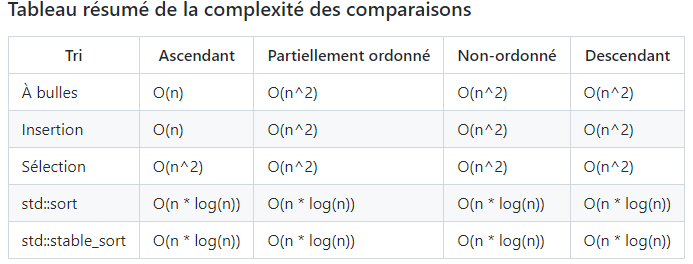 Tableau résumé de la complexité des comparaisons
Tri Ascendant Partiellement ordonné Non-ordonné Descendant
À bulles O(n) O(n^2) O(n^2) O(n^2)
Insertion O(n) O(n^2) O(n^2) O(n^2)
Sélection O(n^2) O(n^2) O(n^2) O(n^2)
std::sort O(n * log(n)) O(n * log(n)) O(n * log(n)) O(n * log(n))
std::stable_sort O(n * log(n)) O(n * log(n)) O(n * log(n)) O(n * log(n))